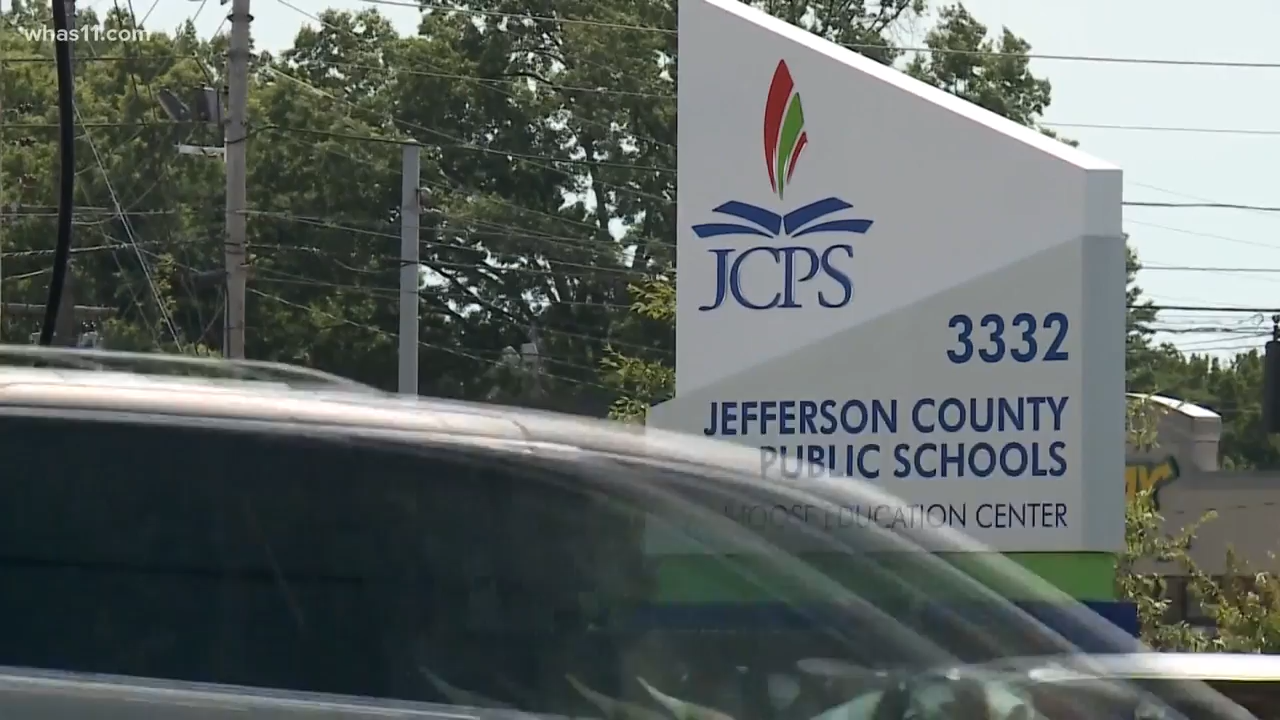 whas11.com
JCPS
3332
JEFFERSON COUNTY
PUBLIC SCHOOLS
EDUCATION CENTER